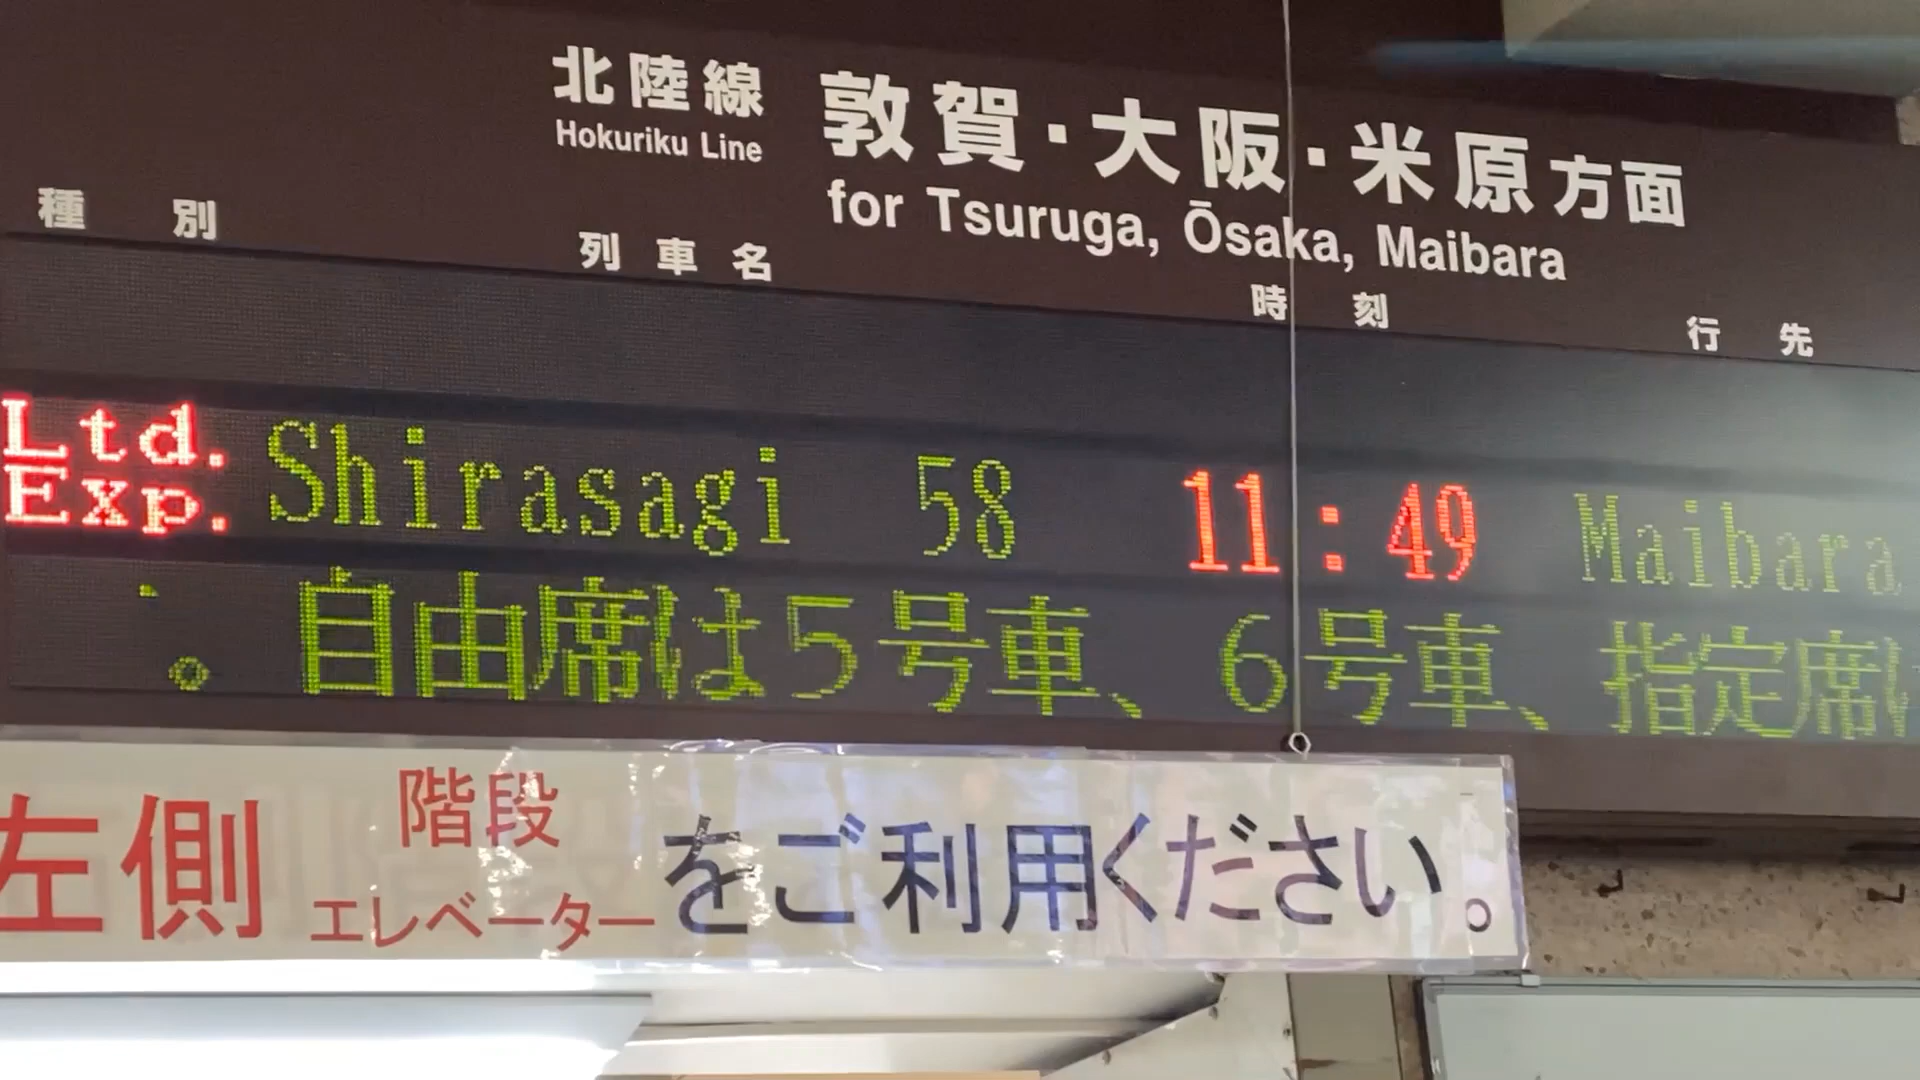 北陸線 敦賀・大阪・米原方面
Hokuriku Line for Tsuruga, Ōsaka, Maibara
種別 列車名 時刻 行先
Ltd. Exp. Shirasagi 58 11:49 Maibara
。自由席は5号車、6号車、指定席は
左側 階段 エレベーター をご利用ください。